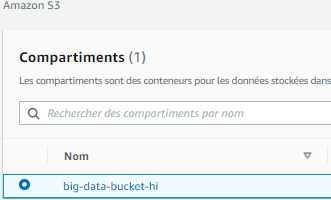 Amazon S3
Compartiments (1)
Les compartiments sont des conteneurs pour les données stockées dans
Rechercher des compartiments par nom
Nom
big-data-bucket-hi